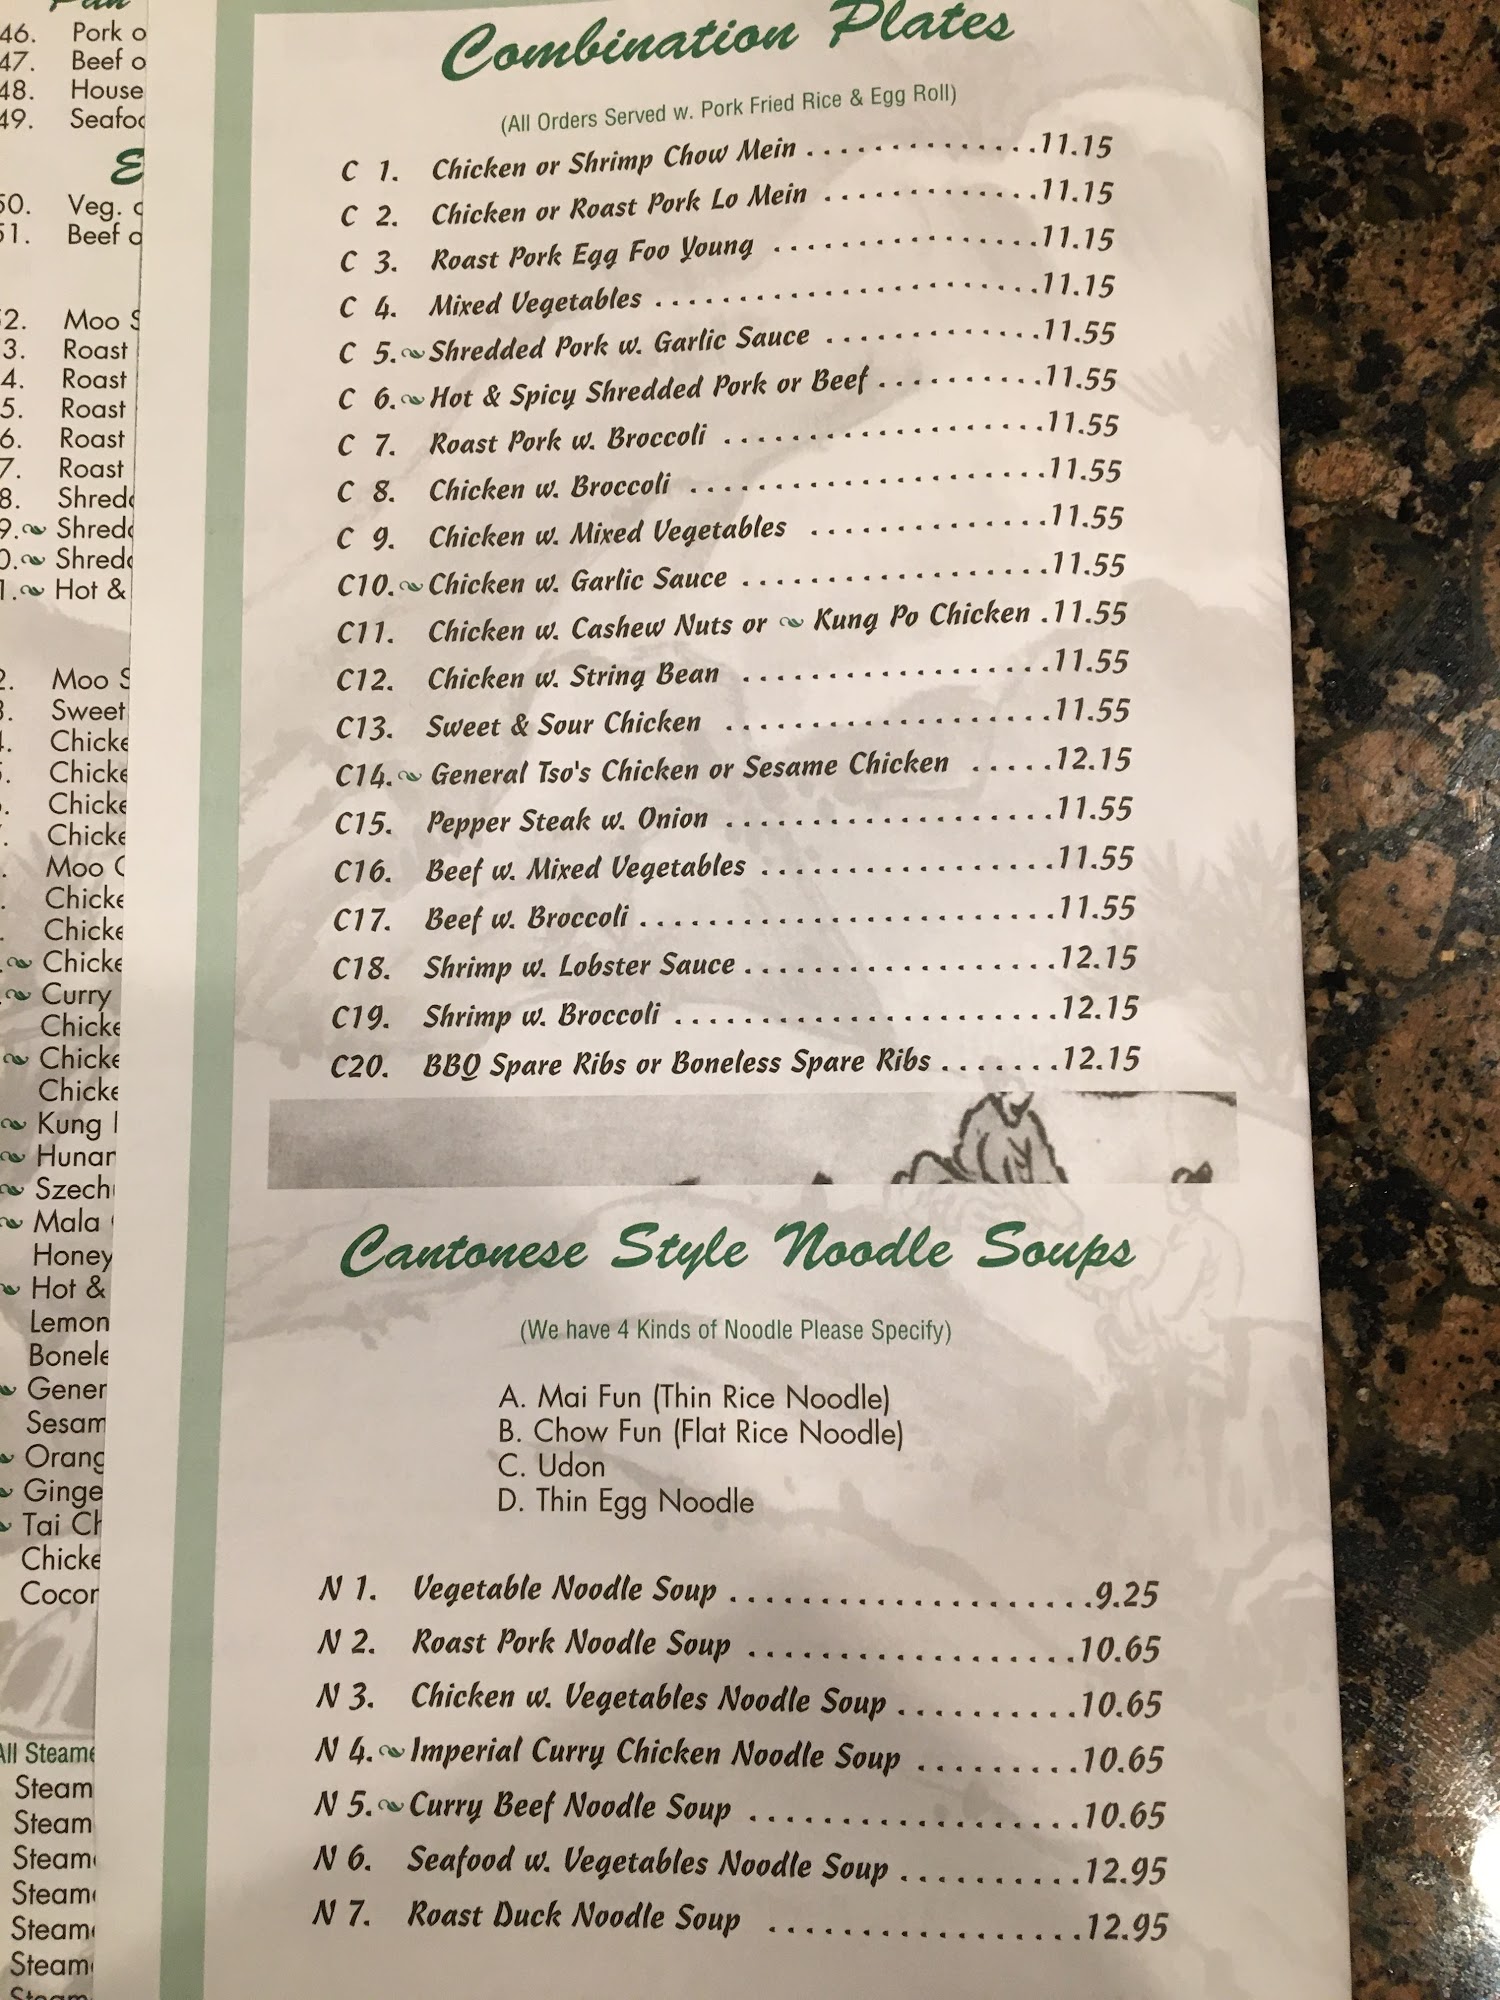 46. Pork
47. Beef
48. House
49.
50. Veg.
51. Beef
Moo
Roast
Roast
Roast
Roast
Roast
Hot &
Moo
Sweet
Moo
Curry
Kung
Mala
Honey
Hot &
Lemon
All
Steam
Steam
Combination Plates
(All Orders Served w. Pork Fried Rice & Egg Roll)
C 1. Chicken or Shrimp Chow Mein . . . . . . . . . . . . . .11.15
C 2. Chicken or Roast Pork Lo Mein . . . . . . . . . . . . .11.15
C 3. Roast Pork Egg Foo Young . . . . . . . . . . . . . . . .11.15
C 4. Mixed Vegetables . . . . . . . . . . . . . . . . . . . . . . .11.15
C 5. Shredded Pork w. Garlic Sauce . . . . . . . . . . . . .11.55
C 6. Hot & Spicy Shredded Pork or Beef . . . . . . . . . .11.55
C 7. Roast Pork w. Broccoli . . . . . . . . . . . . . . . . . . .11.55
C 8. Chicken w. Broccoli . . . . . . . . . . . . . . . . . . . . .11.55
C 9. Chicken w. Mixed Vegetables . . . . . . . . . . . . . .11.55
C10. Chicken w. Garlic Sauce . . . . . . . . . . . . . . . . . .11.55
C11. Chicken w. Cashew Nuts or Kung Po Chicken .11.55
C12. Chicken w. String Bean . . . . . . . . . . . . . . . . . .11.55
C13. Sweet & Sour Chicken . . . . . . . . . . . . . . . . . . .11.55
C14. General Tso's Chicken or Sesame Chicken . . . . .12.15
C15. Pepper Steak w. Onion . . . . . . . . . . . . . . . . . . .11.55
C16. Beef w. Mixed Vegetables . . . . . . . . . . . . . . . . .11.55
C17. Beef w. Broccoli . . . . . . . . . . . . . . . . . . . . . . . .11.55
C18. Shrimp w. Lobster Sauce . . . . . . . . . . . . . . . . . .12.15
C19. Shrimp w. Broccoli . . . . . . . . . . . . . . . . . . . . . .12.15
C20. BBQ Spare Ribs or Boneless Spare Ribs . . . . . . .12.15
Cantonese Style Noodle Soups
(We have 4 Kinds of Noodle Please Specify)
A. Mai Fun (Thin Rice Noodle)
B. Chow Fun (Flat Rice Noodle)
C. Udon
D. Thin Egg Noodle
N 1. Vegetable Noodle Soup . . . . . . . . . . . . . . . . . . . .9.25
N 2. Roast Pork Noodle Soup . . . . . . . . . . . . . . . . . .10.65
N 3. Chicken w. Vegetables Noodle Soup . . . . . . . . . .10.65
N 4. Imperial Curry Chicken Noodle Soup . . . . . . . . .10.65
N 5. Curry Beef Noodle Soup . . . . . . . . . . . . . . . . . .10.65
N 6. Seafood w. Vegetables Noodle Soup . . . . . . . . . .12.95
N 7. Roast Duck Noodle Soup . . . . . . . . . . . . . . . . .12.95